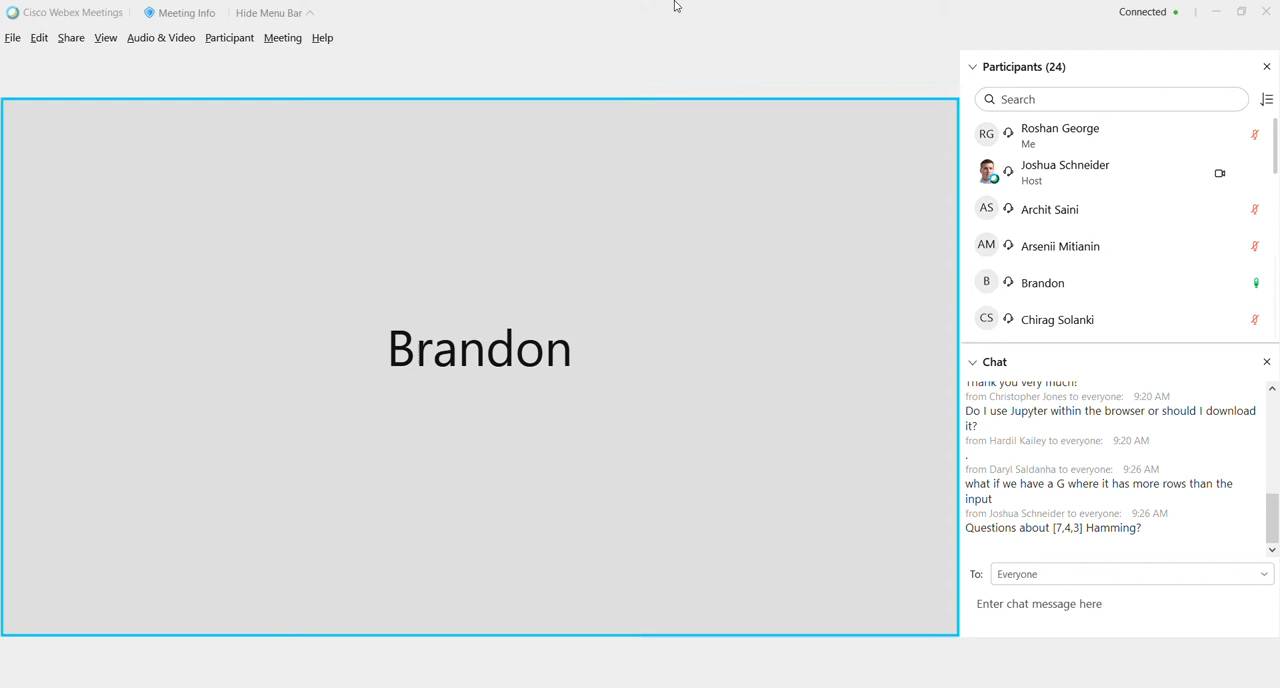 Cisco Webex Meetings
Meeting Info
Hide Menu Bar
Connected
File Edit Share View Audio & Video Participant Meeting Help
Participants (24)
Search
RG
Roshan George
Me
Joshua Schneider
Host
AS
Archit Saini
AM
Arsenii Mitianin
B
Brandon
CS
Chirag Solanki
Brandon
Chat
Thank you very much!
from Christopher Jones to everyone: 9:20 AM
Do I use Jupyter within the browser or should I download
it?
from Hardil Kailey to everyone: 9:20 AM
.
from Daryl Saldanha to everyone: 9:26 AM
what if we have a G where it has more rows than the
input
from Joshua Schneider to everyone: 9:26 AM
Questions about [7,4,3] Hamming?
To: Everyone
Enter chat message here